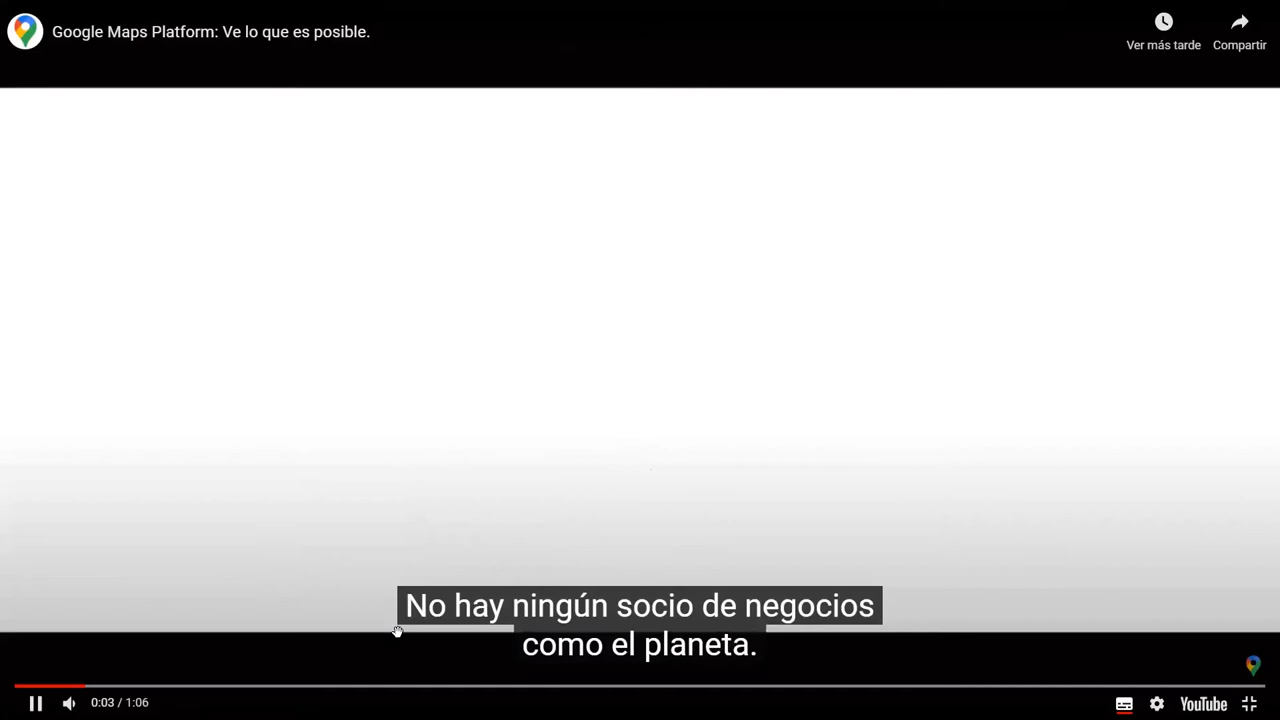 Google Maps Platform: Ve lo que es posible.
Ver más tarde
Compartir
No hay ningún socio de negocios
como el planeta.
0:03 / 1:06
YouTube